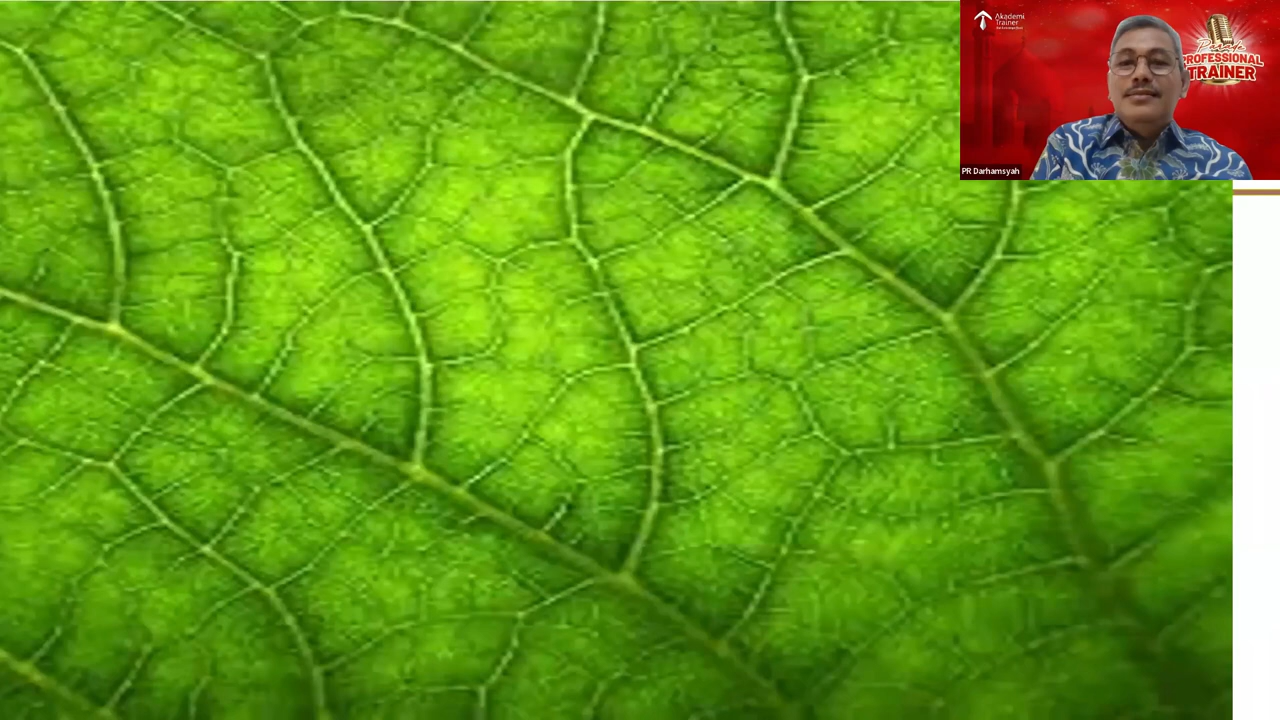 Akademi
Trainer
PROFESSIONAL
TRAINER
PR Darhamsyah